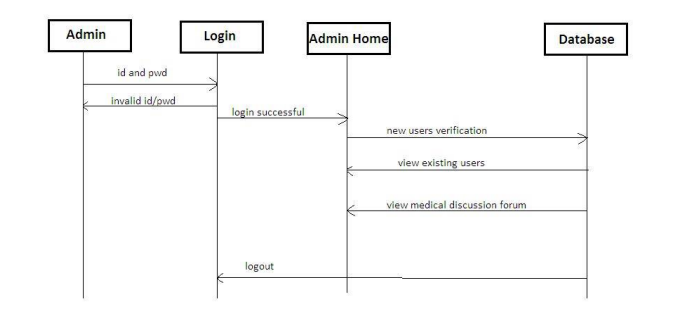 Admin
Login
Admin Home
Database
id and pwd
invalid id/pwd
login successful
new users verification
view existing users
view medical discussion forum
logout